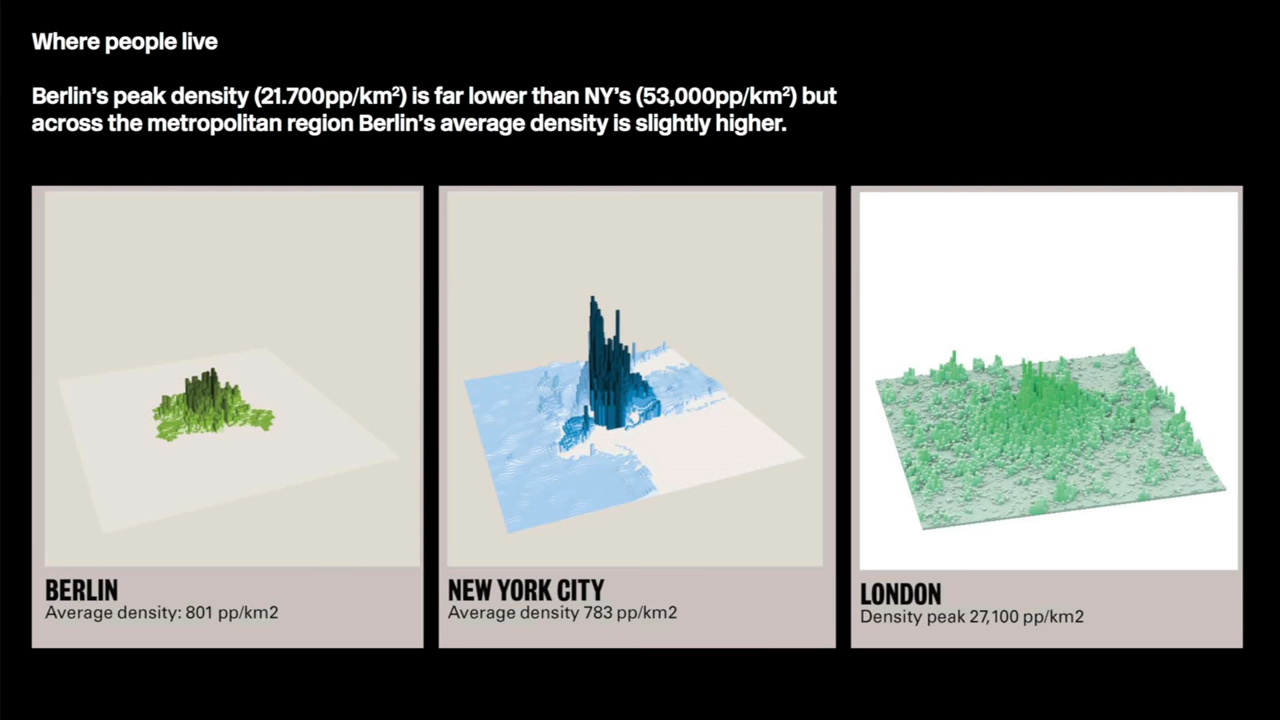 Where people live
Berlin's peak density (21.700pp/km²) is far lower than NY's (53,000pp/km²) but
across the metropolitan region Berlin's average density is slightly higher.
BERLIN
Average density: 801 pp/km2
NEW YORK CITY
Average density 783 pp/km2
LONDON
Density peak 27,100 pp/km2